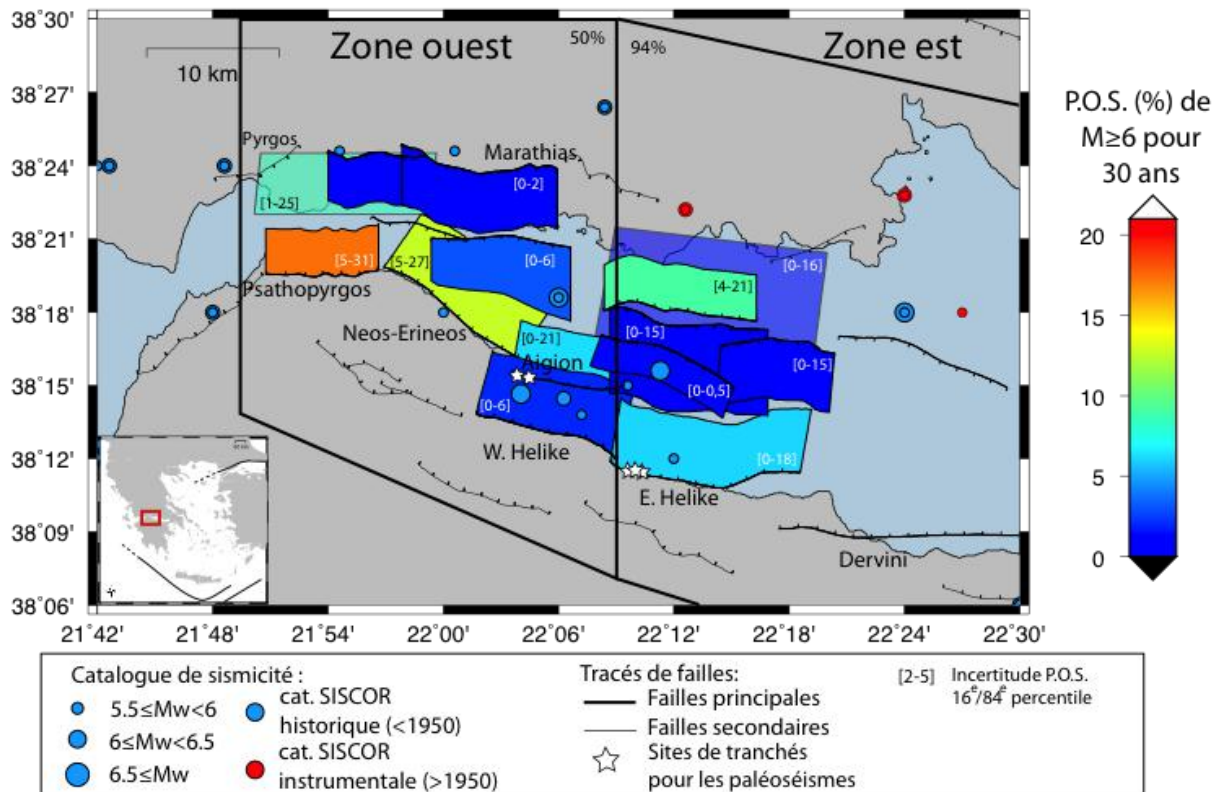 38˚30'
38˚27'
38˚24'
38˚21'
38˚18'
38˚15'
38˚12'
38˚09'
38˚06'
Zone ouest
50%
94%
Zone est
10 km
Pyrgos
Marathias
[0-2]
[1-25]
[5-31]
[5-27]
[0-6]
[0-16]
[4-21]
Psathopyrgos
Neos-Erineos
[0-21]
[0-15]
Aigion
[0-15]
[0-0,5]
[0-6]
W. Helike
[0-18]
E. Helike
Dervini
21˚42'
21˚48'
21˚54'
22˚00'
22˚06'
22˚12'
22˚18'
22˚24'
22˚30'
P.O.S. (%) de
M≥6 pour
30 ans
20
15
10
5
0
Catalogue de sismicité :
5.5≤Mw<6
6≤Mw<6.5
6.5≤Mw
cat. SISCOR
historique (<1950)
cat. SISCOR
instrumentale (>1950)
Tracés de failles:
Failles principales
Failles secondaires
Sites de tranchés
pour les paléoséismes
[2-5] Incertitude P.O.S.
16e/84e percentile